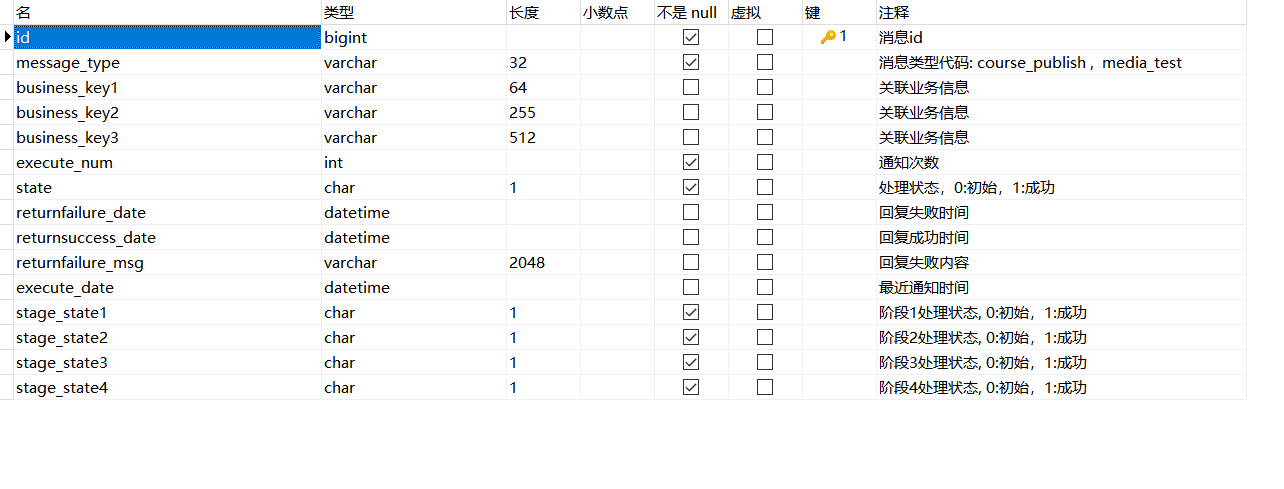 名 类型 长度 小数点 不是 null 虚拟 键 注释
id bigint 1 消息id
message_type varchar 32 消息类型代码: course_publish ,  media_test
business_key1 varchar 64 关联业务信息
business_key2 varchar 255 关联业务信息
business_key3 varchar 512 关联业务信息
execute_num int 通知次数
state char 1 处理状态，0:初始，1:成功
returnfailure_date datetime 回复失败时间
returnsuccess_date datetime 回复成功时间
returnfailure_msg varchar 2048 回复失败内容
execute_date datetime 最近通知时间
stage_state1 char 1 阶段1处理状态, 0:初始，1:成功
stage_state2 char 1 阶段2处理状态, 0:初始，1:成功
stage_state3 char 1 阶段3处理状态, 0:初始，1:成功
stage_state4 char 1 阶段4处理状态, 0:初始，1:成功